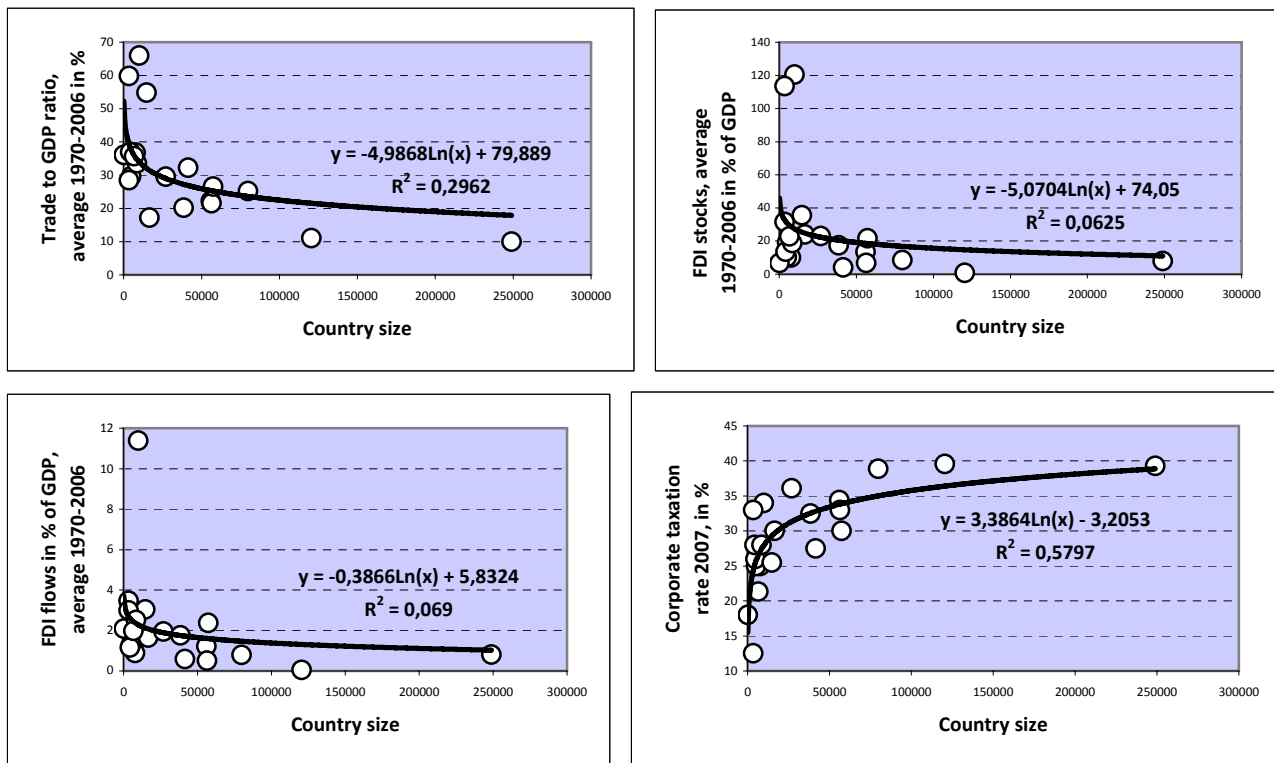 Trade to GDP ratio,
average 1970-2006 in %
70
60
50
40
30
20
10
0
y = -4,9868Ln(x) + 79,889
R² = 0,2962
0 50000 100000 150000 200000 250000 300000
Country size
FDI stocks, average
1970-2006 in % of GDP
140
120
100
80
60
40
20
0
y = -5,0704Ln(x) + 74,05
R² = 0,0625
0 50000 100000 150000 200000 250000 300000
Country size
FDI flows in % of GDP,
average 1970-2006
12
10
8
6
4
2
0
y = -0,3866Ln(x) + 5,8324
R² = 0,069
0 50000 100000 150000 200000 250000 300000
Country size
Corporate taxation
rate 2007, in %
45
40
35
30
25
20
15
10
y = 3,3864Ln(x) - 3,2053
R² = 0,5797
0 50000 100000 150000 200000 250000 300000
Country size